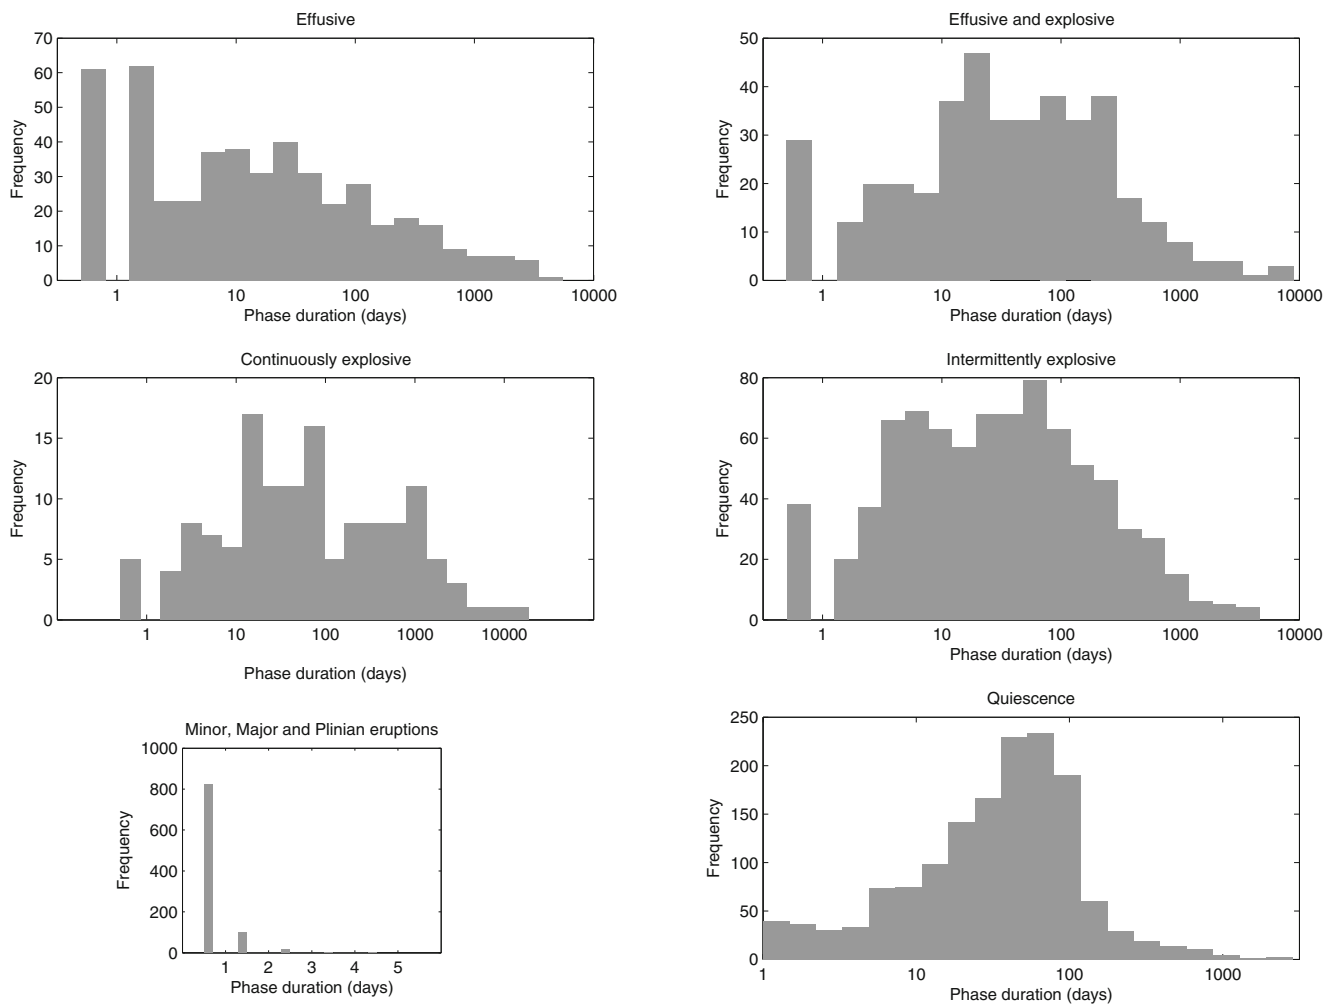 Effusive
70
60
50
40
30
20
10
0
Frequency
1 10 100 1000 10000
Phase duration (days)
Effusive and explosive
50
40
30
20
10
0
Frequency
1 10 100 1000 10000
Phase duration (days)
Continuously explosive
20
15
10
5
0
Frequency
1 10 100 1000 10000
Phase duration (days)
Intermittently explosive
80
60
40
20
0
Frequency
1 10 100 1000 10000
Phase duration (days)
Minor, Major and Plinian eruptions
1000
800
600
400
200
0
Frequency
1 2 3 4 5
Phase duration (days)
Quiescence
250
200
150
100
50
0
Frequency
1 10 100 1000
Phase duration (days)